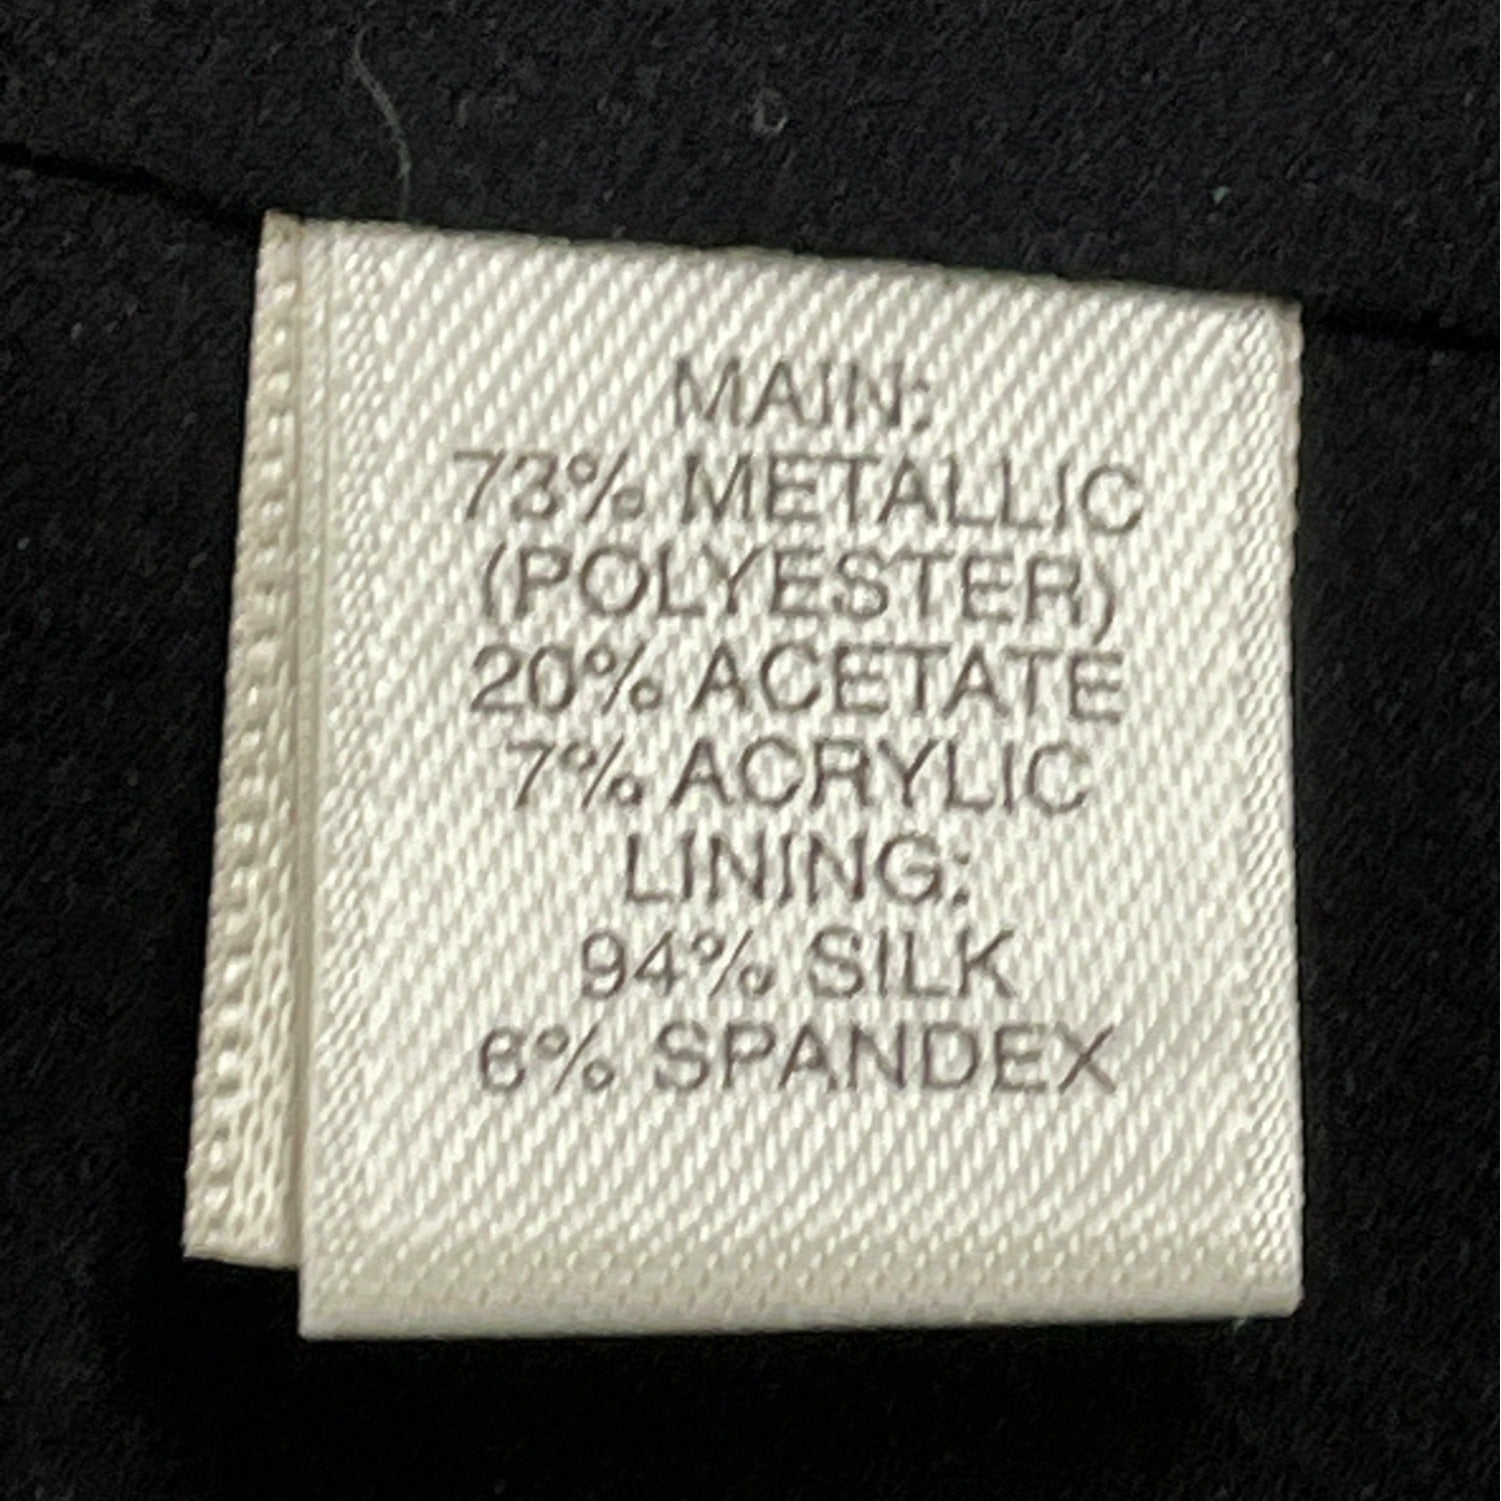 MAIN:
73% METALLIC
(POLYESTER)
20% ACETATE
7% ACRYLIC
LINING:
94% SILK
6% SPANDEX